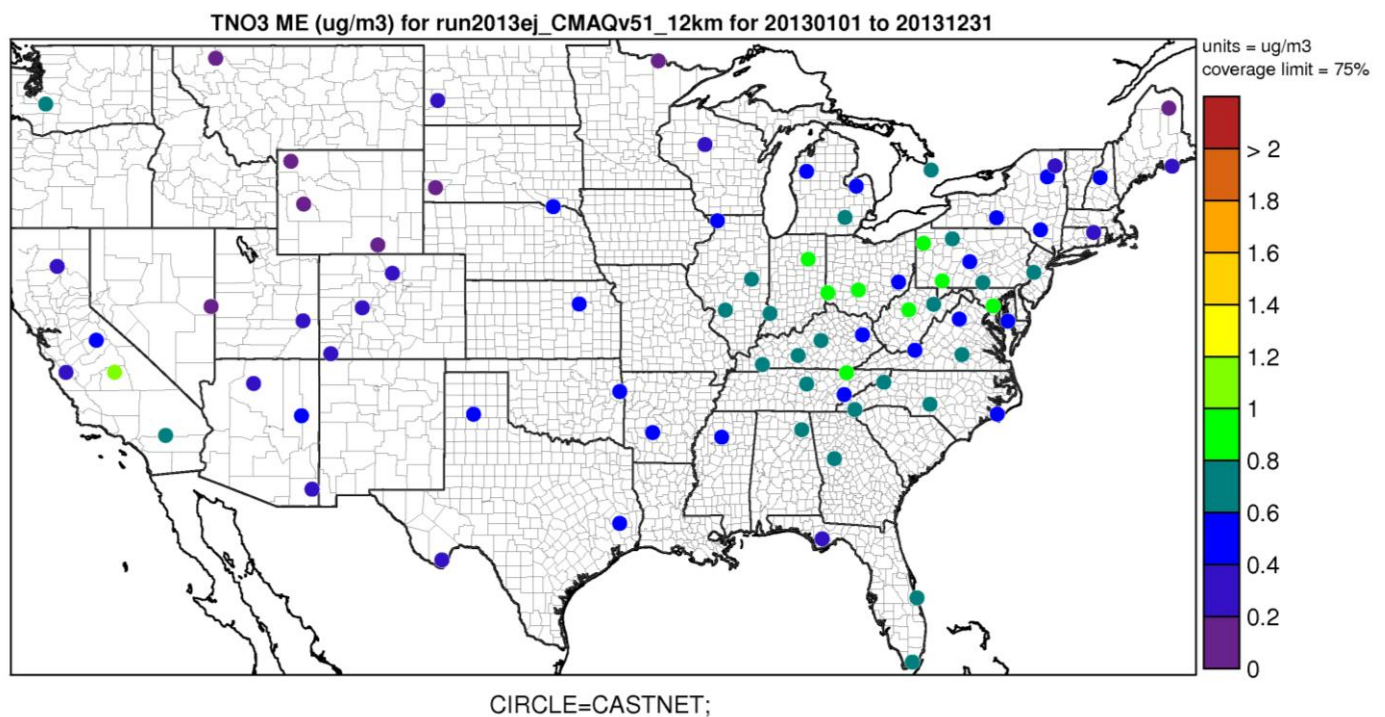 TNO3 ME (ug/m3) for run2013ej_CMAQv51_12km for 20130101 to 20131231
units = ug/m3
coverage limit = 75%
> 2
1.8
1.6
1.4
1.2
1
0.8
0.6
0.4
0.2
0
CIRCLE=CASTNET;